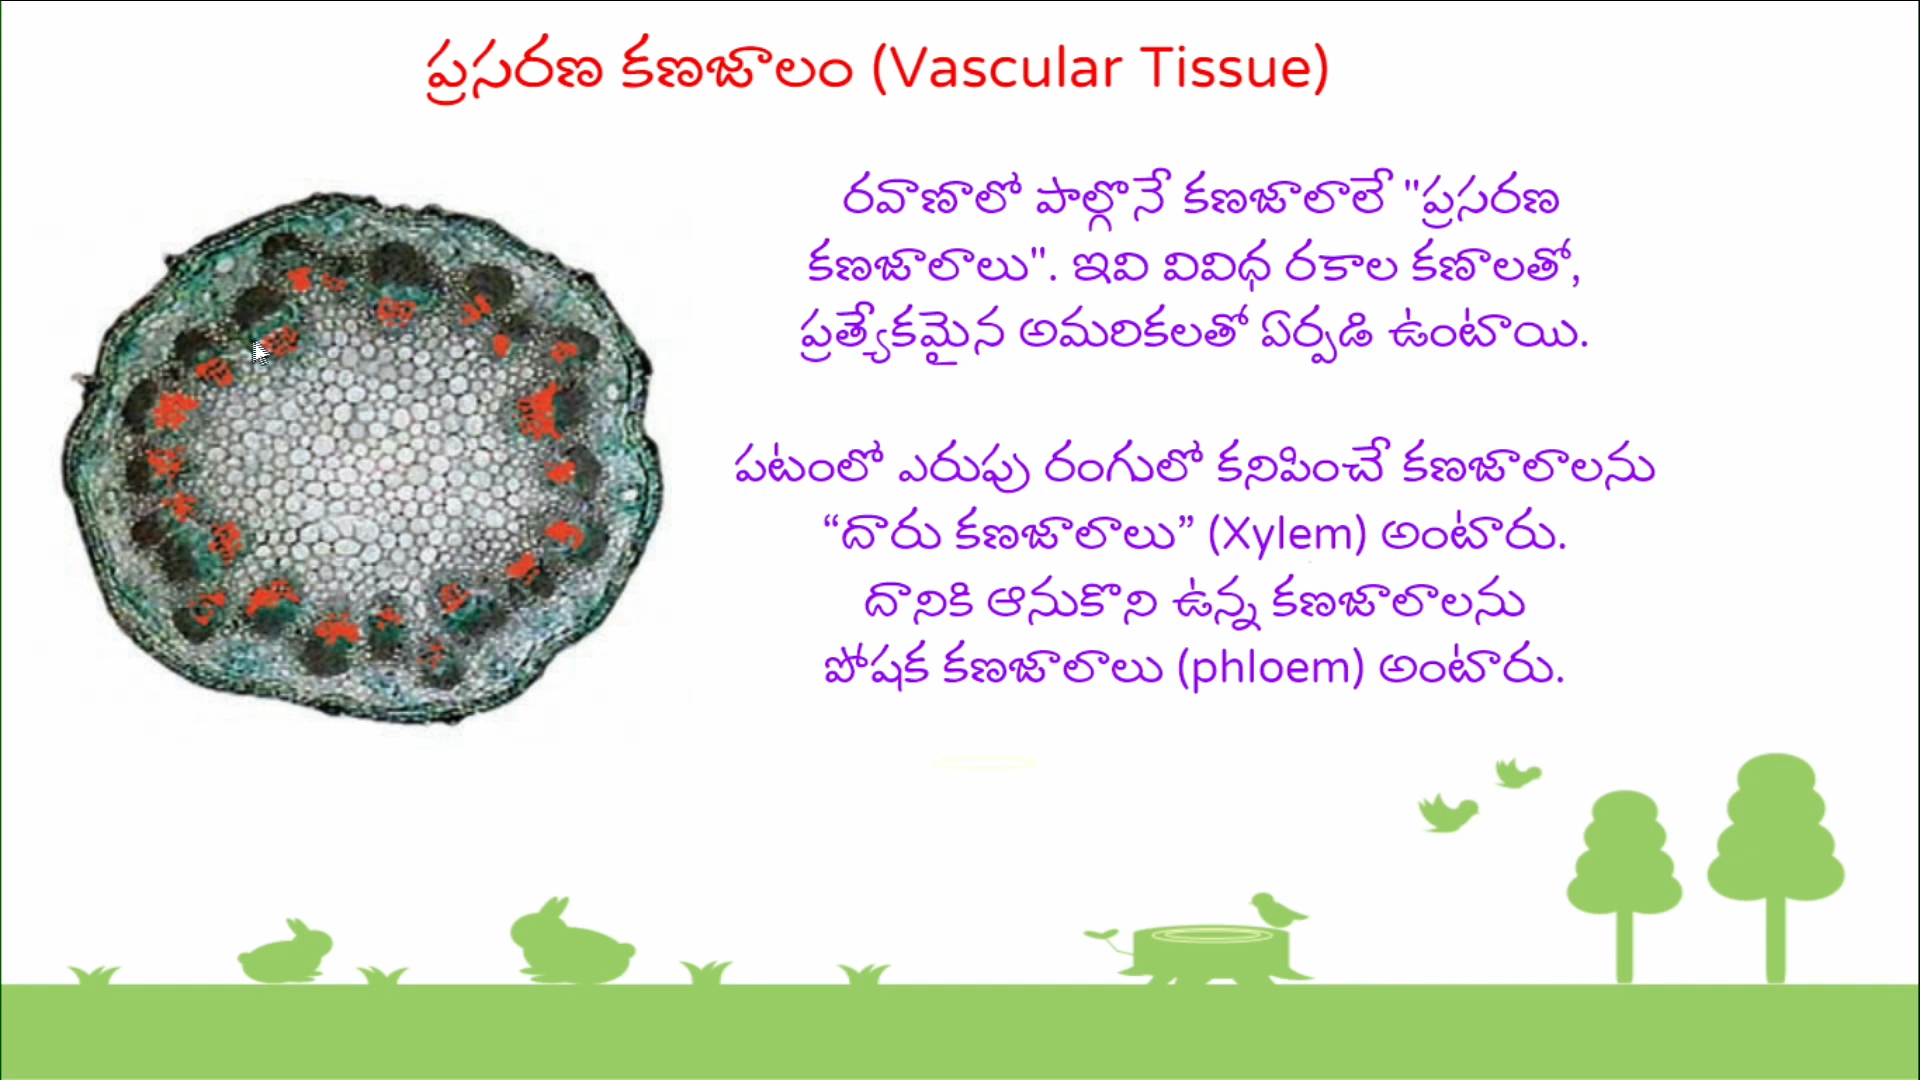 ప్రసరణ కణజాలం (Vascular Tissue)
రవాణాలో పాల్గొనే కణజాలాలే "ప్రసరణ
కణజాలాలు". ఇవి వివిధ రకాల కణాలతో,
ప్రత్యేకమైన అమరికలతో ఏర్పడి ఉంటాయి.
పటంలో ఎరుపు రంగులో కనిపించే కణజాలాలను
“దారు కణజాలాలు” (Xylem) అంటారు.
దానికి ఆనుకొని ఉన్న కణజాలాలను
పోషక కణజాలాలు (phloem) అంటారు.